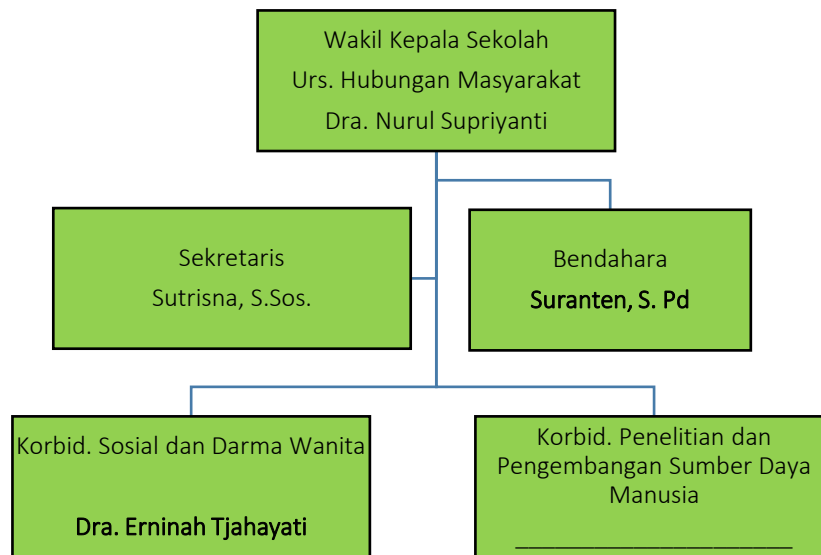 Wakil Kepala Sekolah
Urs. Hubungan Masyarakat
Dra. Nurul Supriyanti
Sekretaris
Sutrisna, S.Sos.
Bendahara
Suranten, S. Pd
Korbid. Sosial dan Darma Wanita
Dra. Erninah Tjahayati
Korbid. Penelitian dan
Pengembangan Sumber Daya
Manusia